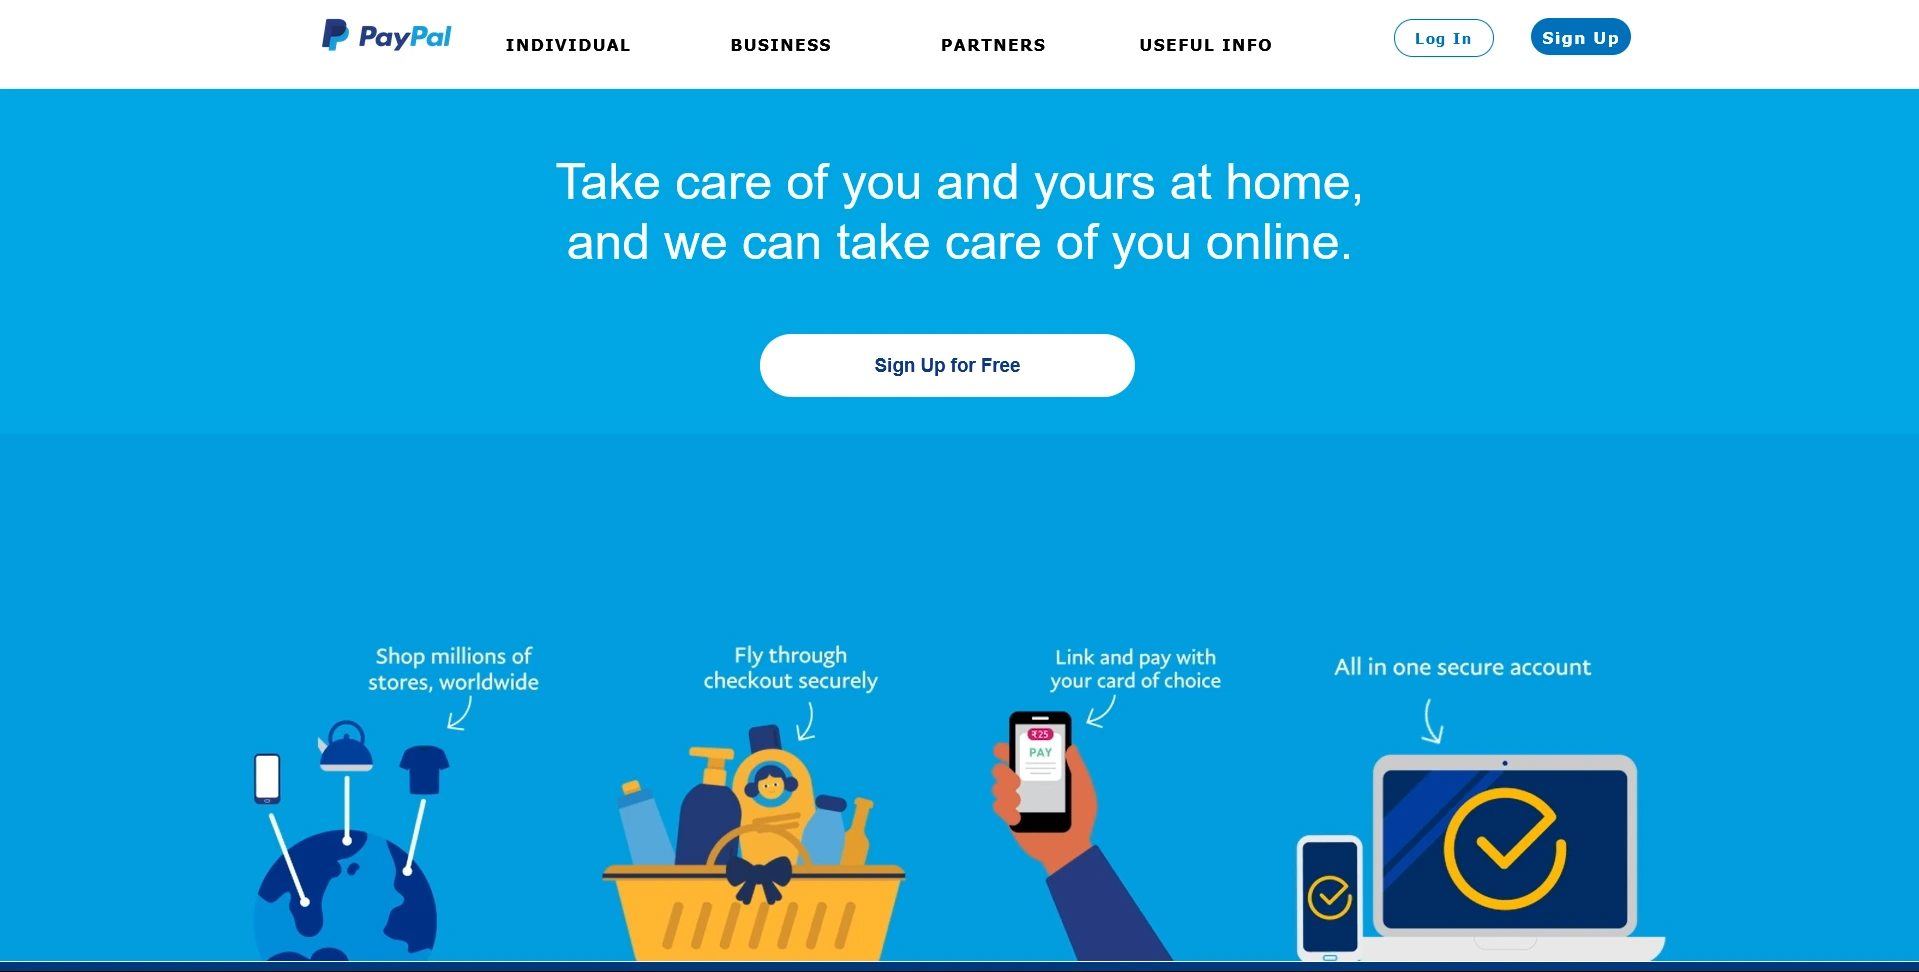 PayPal
INDIVIDUAL
BUSINESS
PARTNERS
USEFUL INFO
Log In
Sign Up
Take care of you and yours at home,
and we can take care of you online.
Sign Up for Free
Shop millions of
stores, worldwide
Fly through
checkout securely
Link and pay with
your card of choice
All in one secure account
₹25
PAY